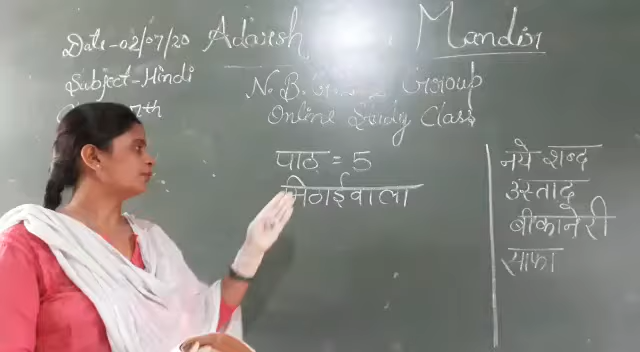 Adarsh Mandir
Date-02/07/20
Subject-Hindi
7th
N.B. Group
Online Study Class
पाठ = 5
मिठाईवाला
नये शब्द
उस्ताद
बीकानेरी
साफा